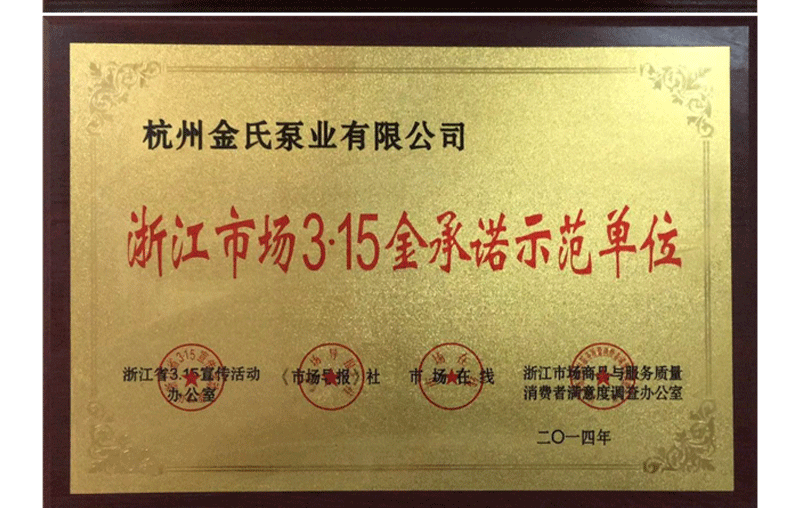 杭州金氏泵业有限公司
浙江市场3·15金承诺示范单位
浙江省3.15宣传活动
办公室
《市场导报》社
市场在线
浙江市场商品与服务质量
消费者满意度调查办公室
二〇一四年